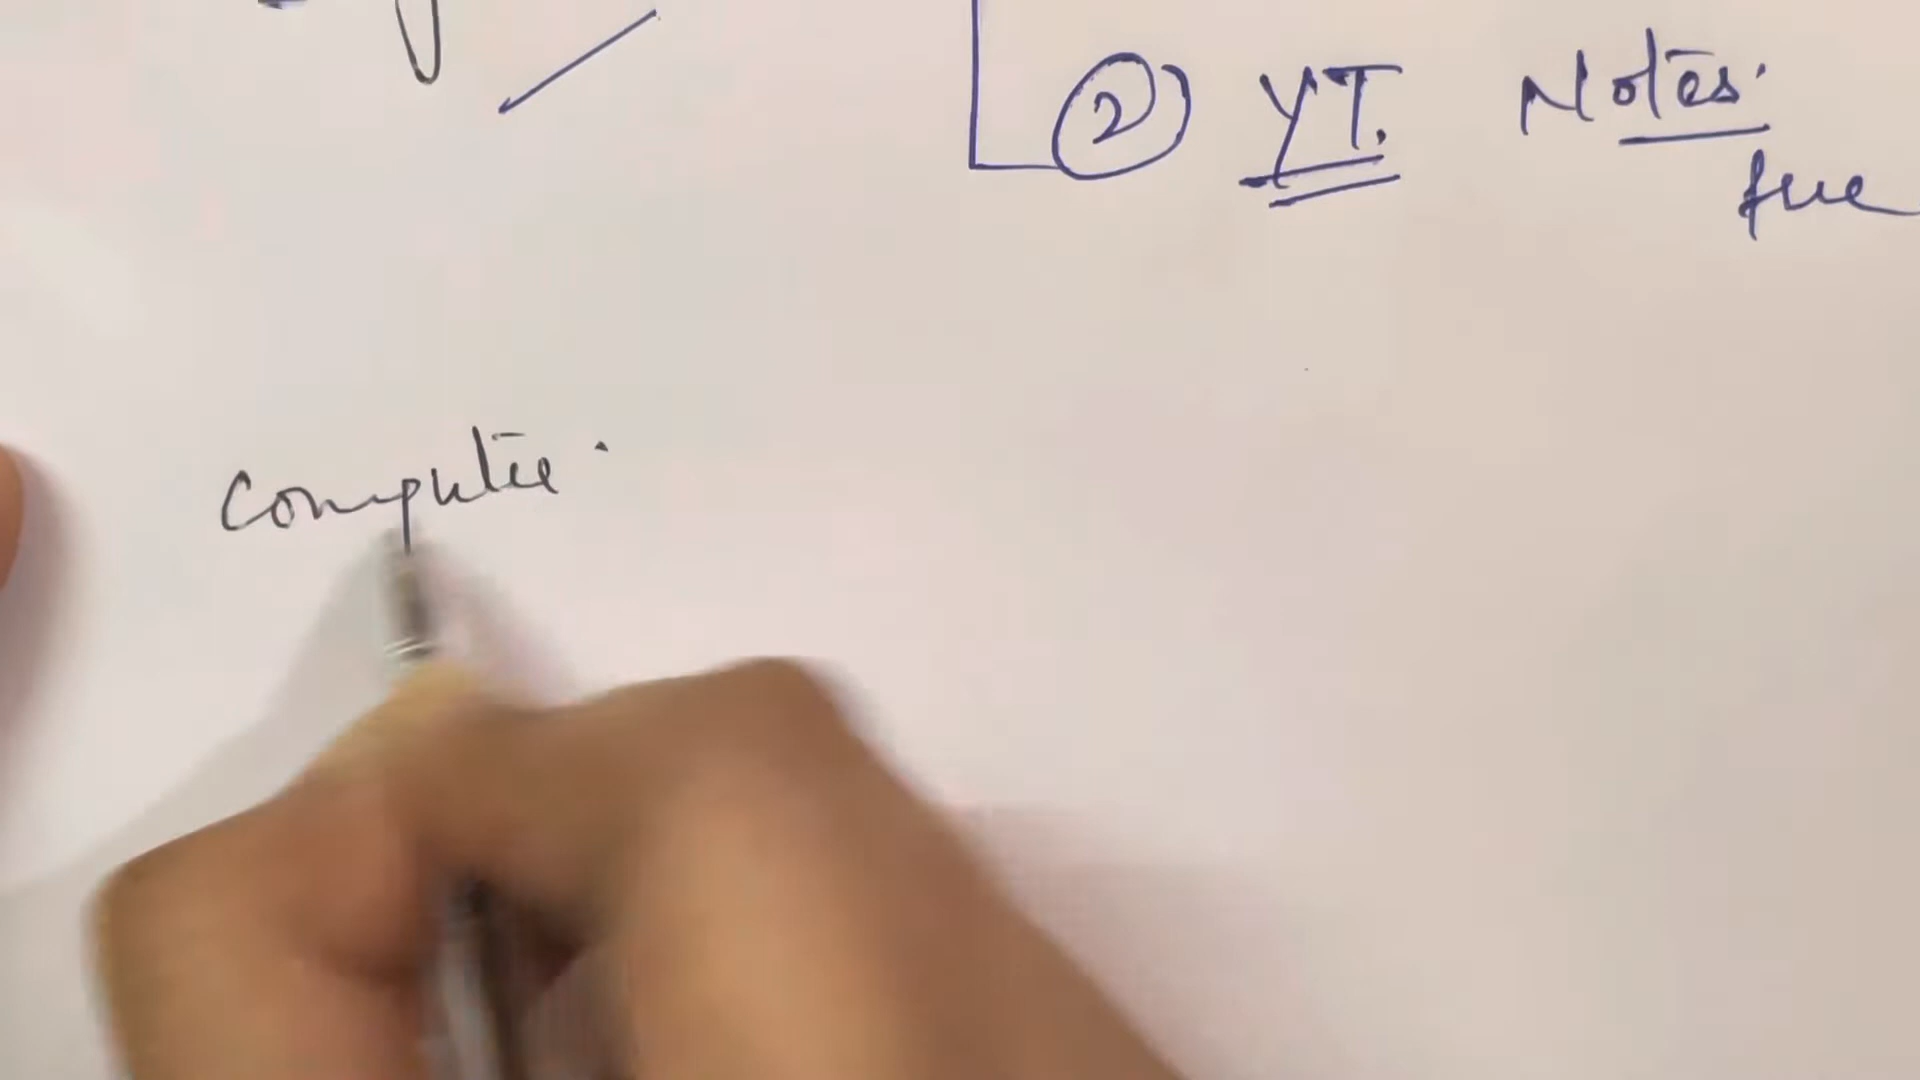 ② YT. Notes.
free
Computer.